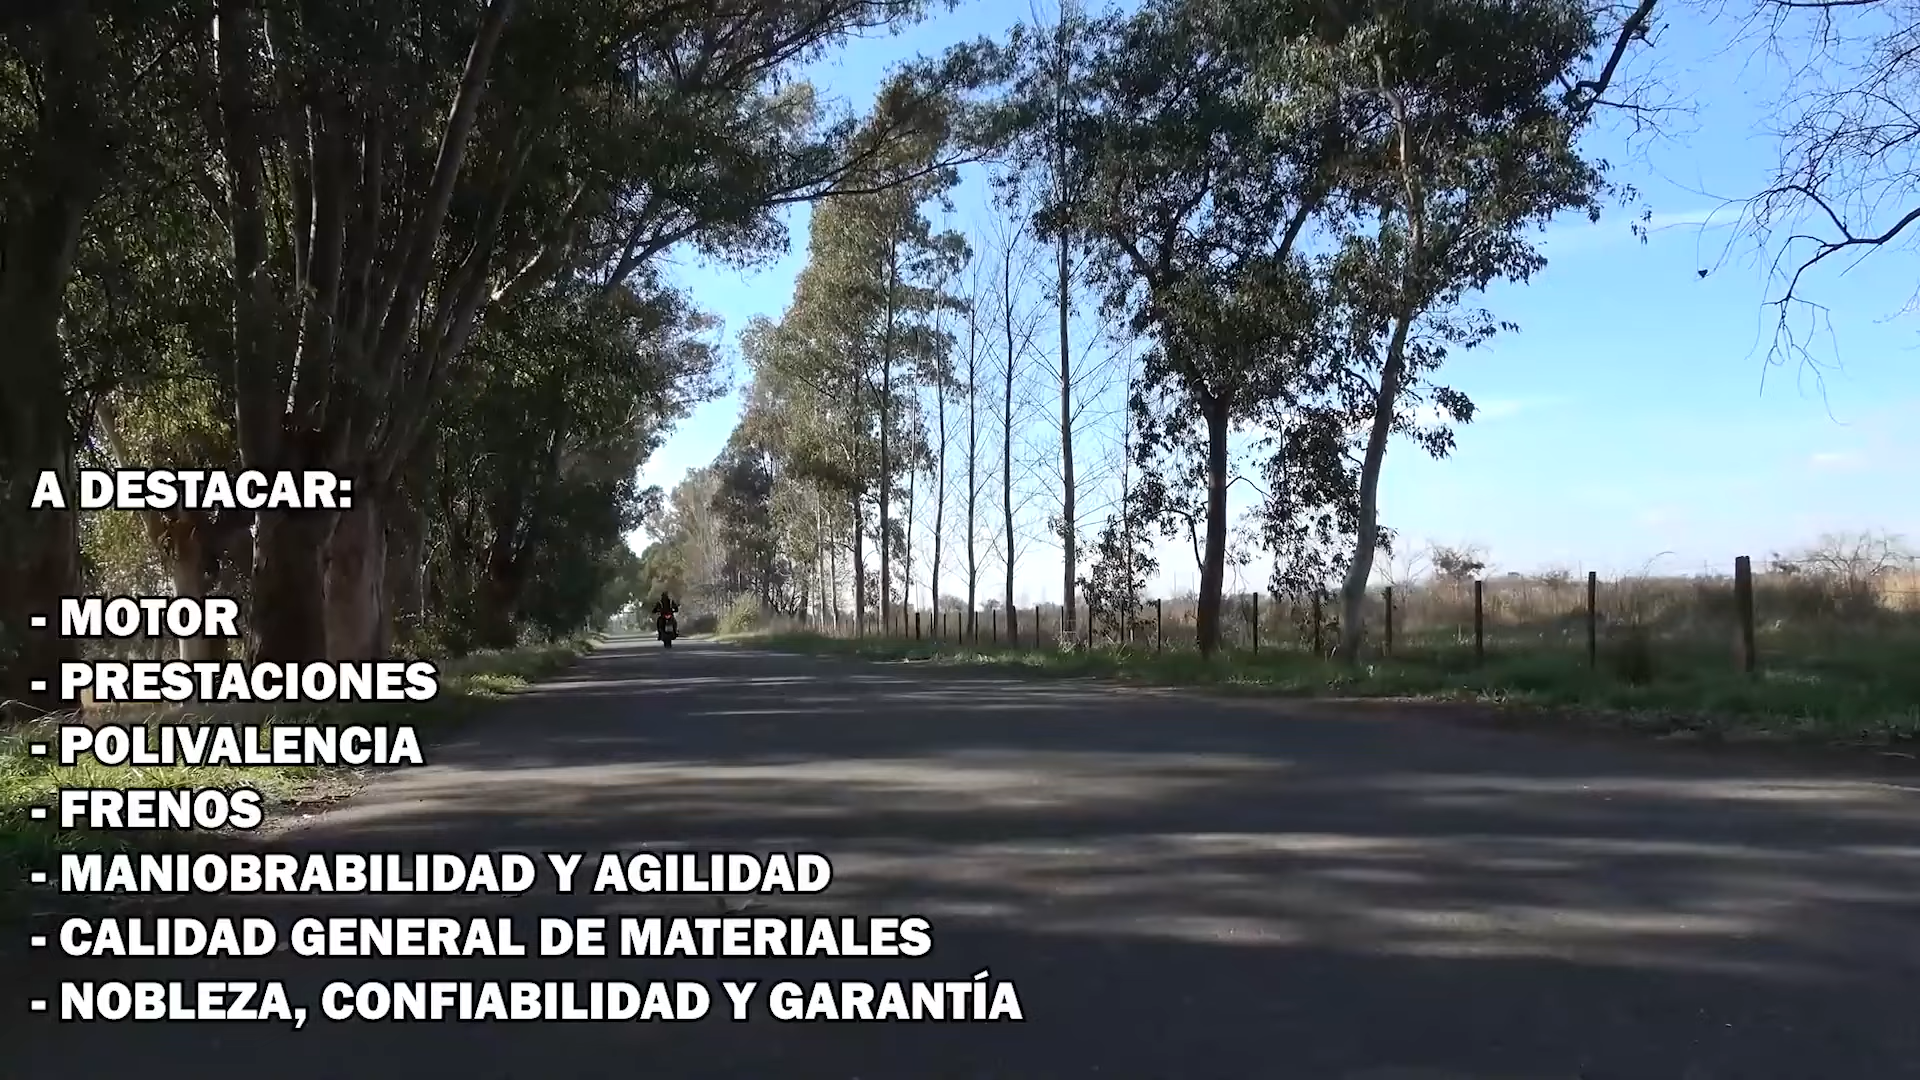 A DESTACAR:
- MOTOR
- PRESTACIONES
- POLIVALENCIA
- FRENOS
- MANIOBRABILIDAD Y AGILIDAD
- CALIDAD GENERAL DE MATERIALES
- NOBLEZA, CONFIABILIDAD Y GARANTÍA